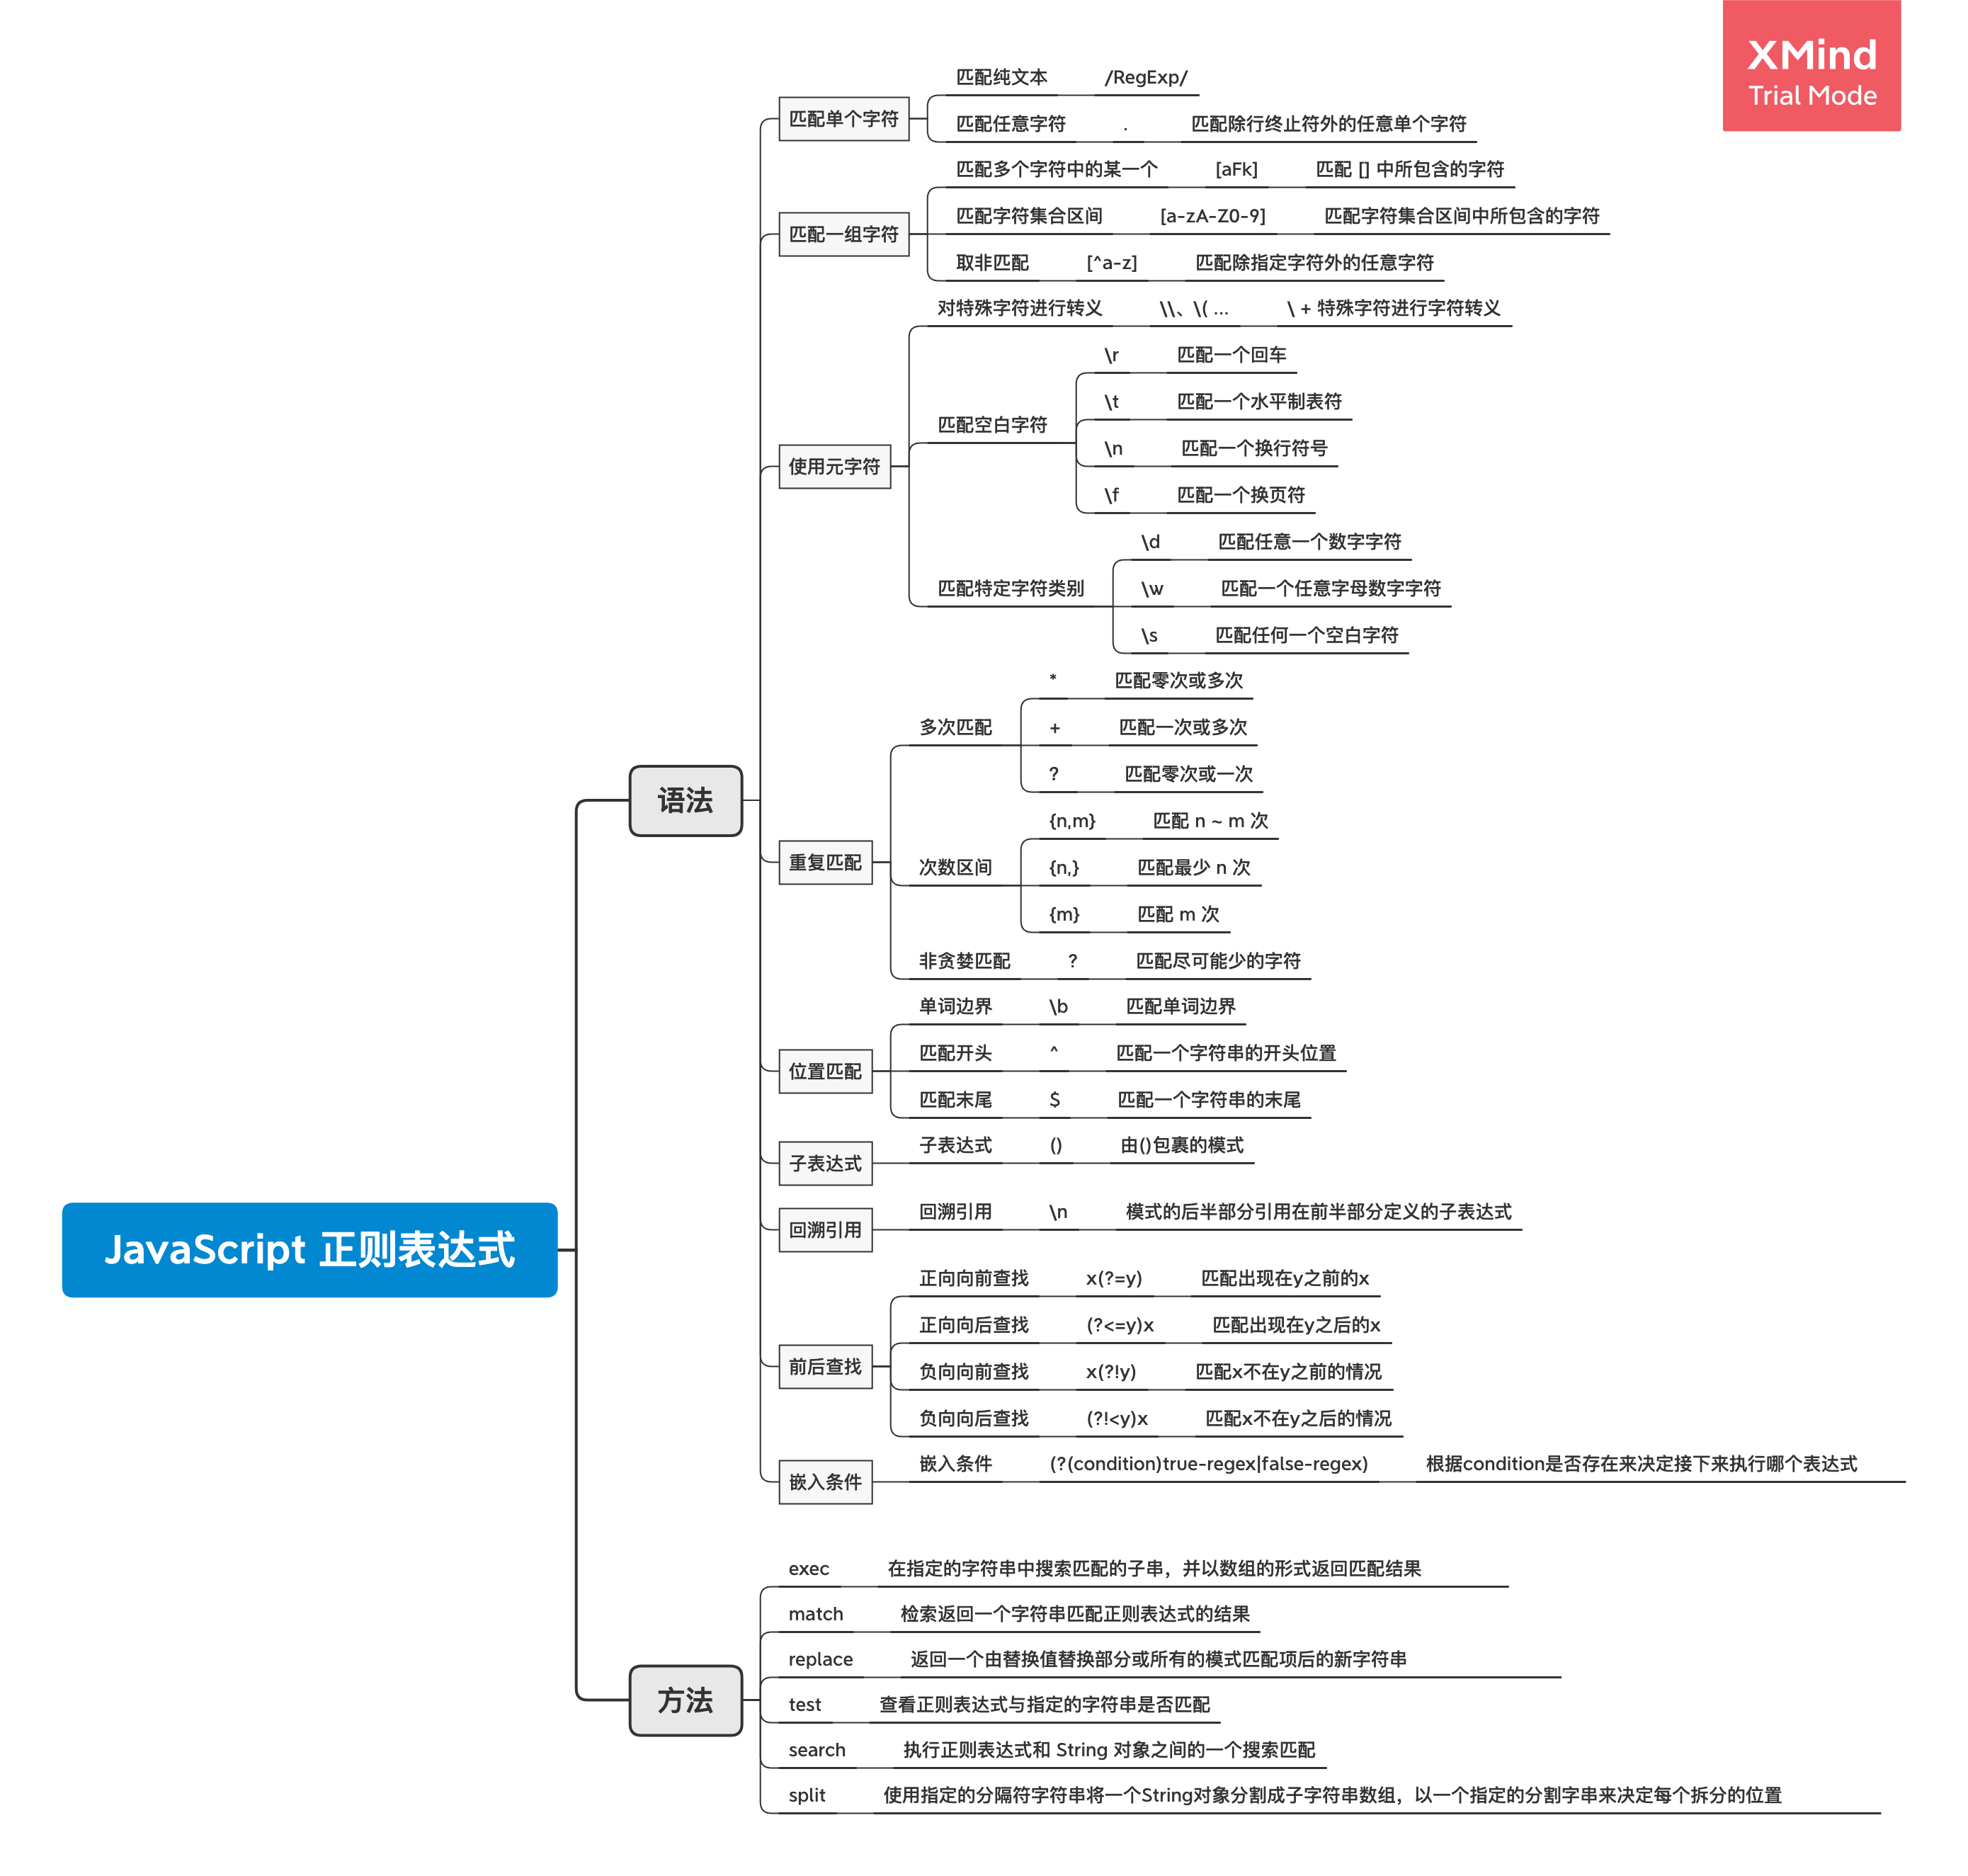 XMind
Trial Mode
匹配纯文本 /RegExp/
匹配单个字符
匹配任意字符 . 匹配除行终止符外的任意单个字符
匹配多个字符中的某一个 [aFk] 匹配 [] 中所包含的字符
匹配一组字符
匹配字符集合区间 [a-zA-Z0-9] 匹配字符集合区间中所包含的字符
取非匹配 [^a-z] 匹配除指定字符外的任意字符
对特殊字符进行转义 \\、\( ... \ + 特殊字符进行字符转义
使用元字符
匹配空白字符
\r 匹配一个回车
\t 匹配一个水平制表符
\n 匹配一个换行符号
\f 匹配一个换页符
匹配特定字符类别
\d 匹配任意一个数字字符
\w 匹配一个任意字母数字字符
\s 匹配任何一个空白字符
语法
重复匹配
多次匹配
* 匹配零次或多次
+ 匹配一次或多次
? 匹配零次或一次
次数区间
{n,m} 匹配 n ~ m 次
{n,} 匹配最少 n 次
{m} 匹配 m 次
非贪婪匹配 ? 匹配尽可能少的字符
位置匹配
单词边界 \b 匹配单词边界
匹配开头 ^ 匹配一个字符串的开头位置
匹配末尾 $ 匹配一个字符串的末尾
子表达式
子表达式 () 由()包裹的模式
回溯引用
回溯引用 \n 模式的后半部分引用在前半部分定义的子表达式
JavaScript 正则表达式
前后查找
正向向前查找 x(?=y) 匹配出现在y之前的x
正向向后查找 (?<=y)x 匹配出现在y之后的x
负向向前查找 x(?!y) 匹配x不在y之前的情况
负向向后查找 (?!<y)x 匹配x不在y之后的情况
嵌入条件
嵌入条件 (?(condition)true-regex|false-regex) 根据condition是否存在来决定接下来执行哪个表达式
方法
exec 在指定的字符串中搜索匹配的子串，并以数组的形式返回匹配结果
match 检索返回一个字符串匹配正则表达式的结果
replace 返回一个由替换值替换部分或所有的模式匹配项后的新字符串
test 查看正则表达式与指定的字符串是否匹配
search 执行正则表达式和 String 对象之间的一个搜索匹配
split 使用指定的分隔符字符串将一个String对象分割成子字符串数组，以一个指定的分割字串来决定每个拆分的位置